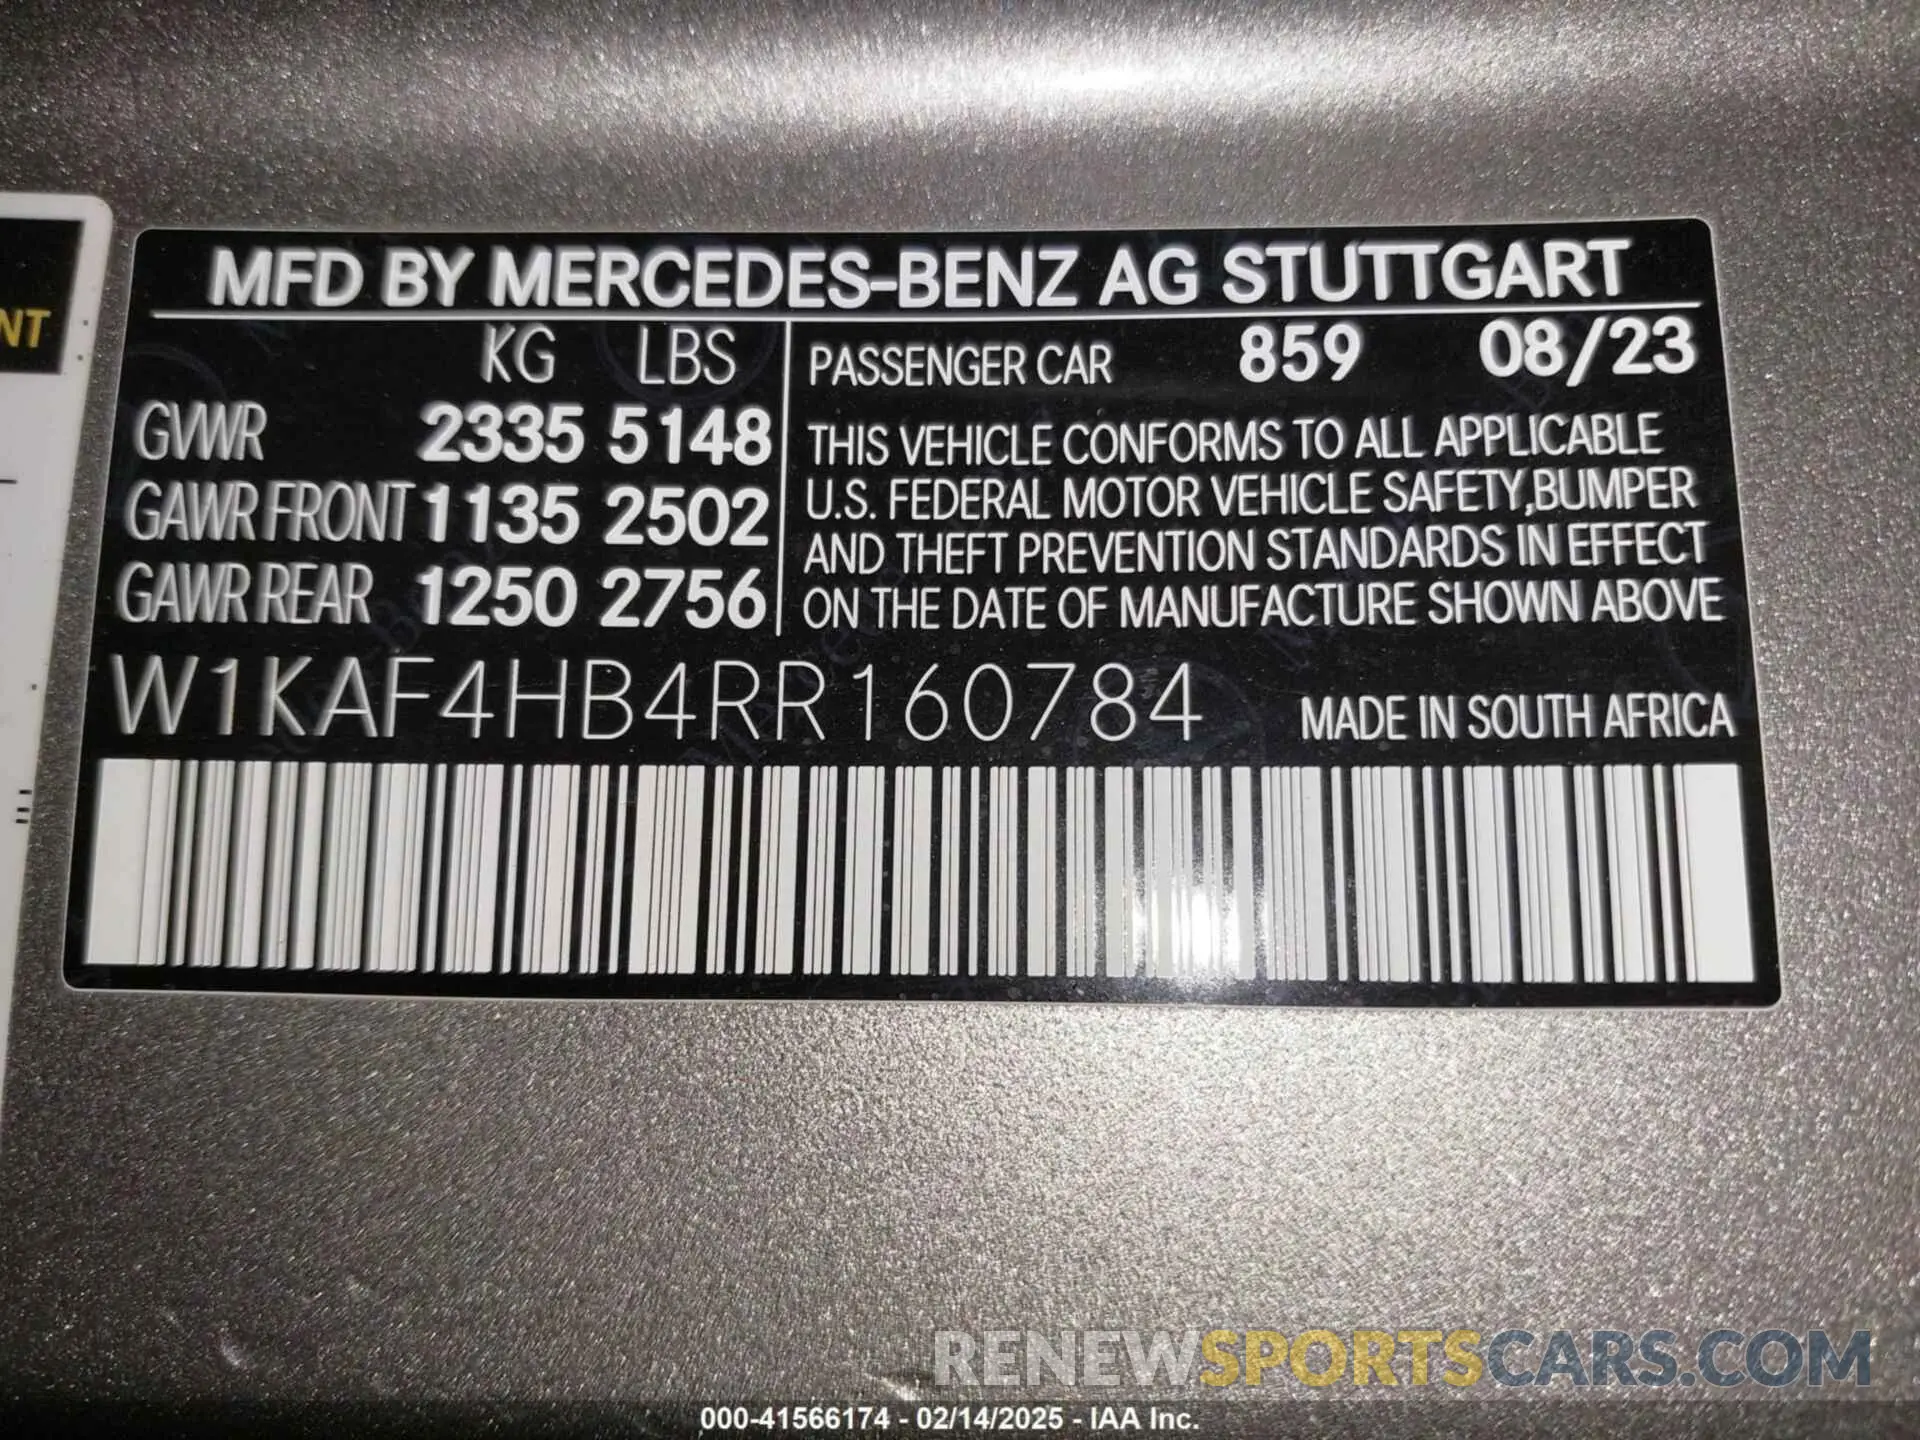 NT
MFD BY MERCEDES-BENZ AG STUTTGART
KG LBS
GVWR 2335 5148
GAWR FRONT 1135 2502
GAWR REAR 1250 2756
PASSENGER CAR 859 08/23
THIS VEHICLE CONFORMS TO ALL APPLICABLE
U.S. FEDERAL MOTOR VEHICLE SAFETY,BUMPER
AND THEFT PREVENTION STANDARDS IN EFFECT
ON THE DATE OF MANUFACTURE SHOWN ABOVE
W1KAF4HB4RR160784 MADE IN SOUTH AFRICA
RENEWSPORTSCARS.COM
000-41566174 - 02/14/2025 - IAA Inc.